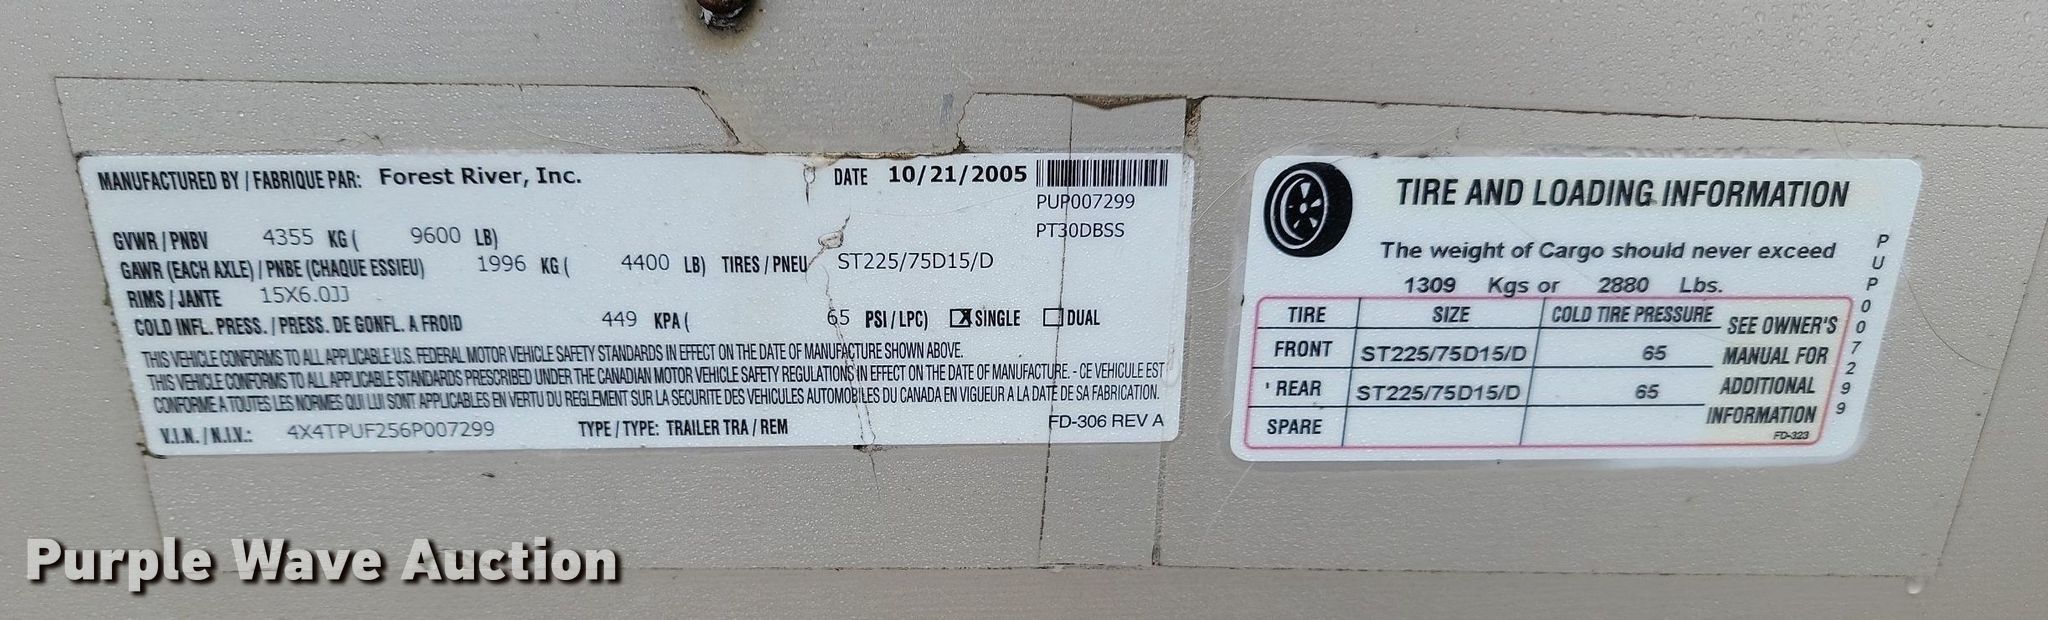 MANUFACTURED BY / FABRIQUE PAR: Forest River, Inc. DATE 10/21/2005
PUP007299
PT30DBSS
GVWR / PNBV 4355 KG ( 9600 LB)
GAWR (EACH AXLE) / PNBE (CHAQUE ESSIEU) 1996 KG ( 4400 LB) TIRES / PNEU ST225/75D15/D
RIMS / JANTE 15X6.0JJ
COLD INFL. PRESS. / PRESS. DE GONFL. A FROID 449 KPA ( 65 PSI / LPC) X SINGLE DUAL
THIS VEHICLE CONFORMS TO ALL APPLICABLE U.S. FEDERAL MOTOR VEHICLE SAFETY STANDARDS IN EFFECT ON THE DATE OF MANUFACTURE SHOWN ABOVE.
THIS VEHICLE CONFORMS TO ALL APPLICABLE STANDARDS PRESCRIBED UNDER THE CANADIAN MOTOR VEHICLE SAFETY REGULATIONS IN EFFECT ON THE DATE OF MANUFACTURE. - CE VEHICULE EST
CONFORME A TOUTES LES NORMES QUI LUI SONT APPLICABLES EN VERTU DU REGLEMENT SUR LA SECURITE DES VEHICULES AUTOMOBILES DU CANADA EN VIGUEUR A LA DATE DE SA FABRICATION.
V.I.N. / N.I.V.: 4X4TPUF256P007299 TYPE / TYPE: TRAILER TRA / REM FD-306 REV A
TIRE AND LOADING INFORMATION
The weight of Cargo should never exceed
1309 Kgs or 2880 Lbs.
TIRE SIZE COLD TIRE PRESSURE
FRONT ST225/75D15/D 65
REAR ST225/75D15/D 65
SPARE
SEE OWNER'S
MANUAL FOR
ADDITIONAL
INFORMATION
FD-323
PUP007299
Purple Wave Auction